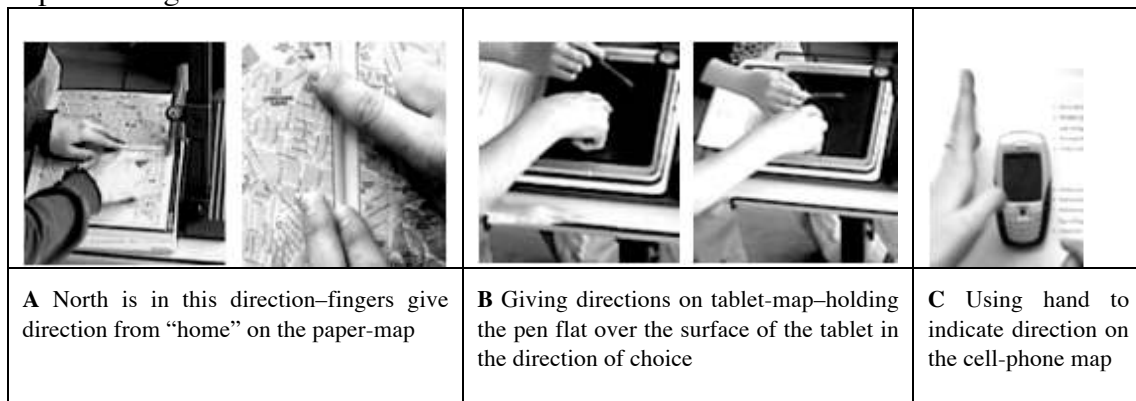 A North is in this direction–fingers give
direction from “home” on the paper-map
B Giving directions on tablet-map–holding
the pen flat over the surface of the tablet in
the direction of choice
C Using hand to
indicate direction on
the cell-phone map